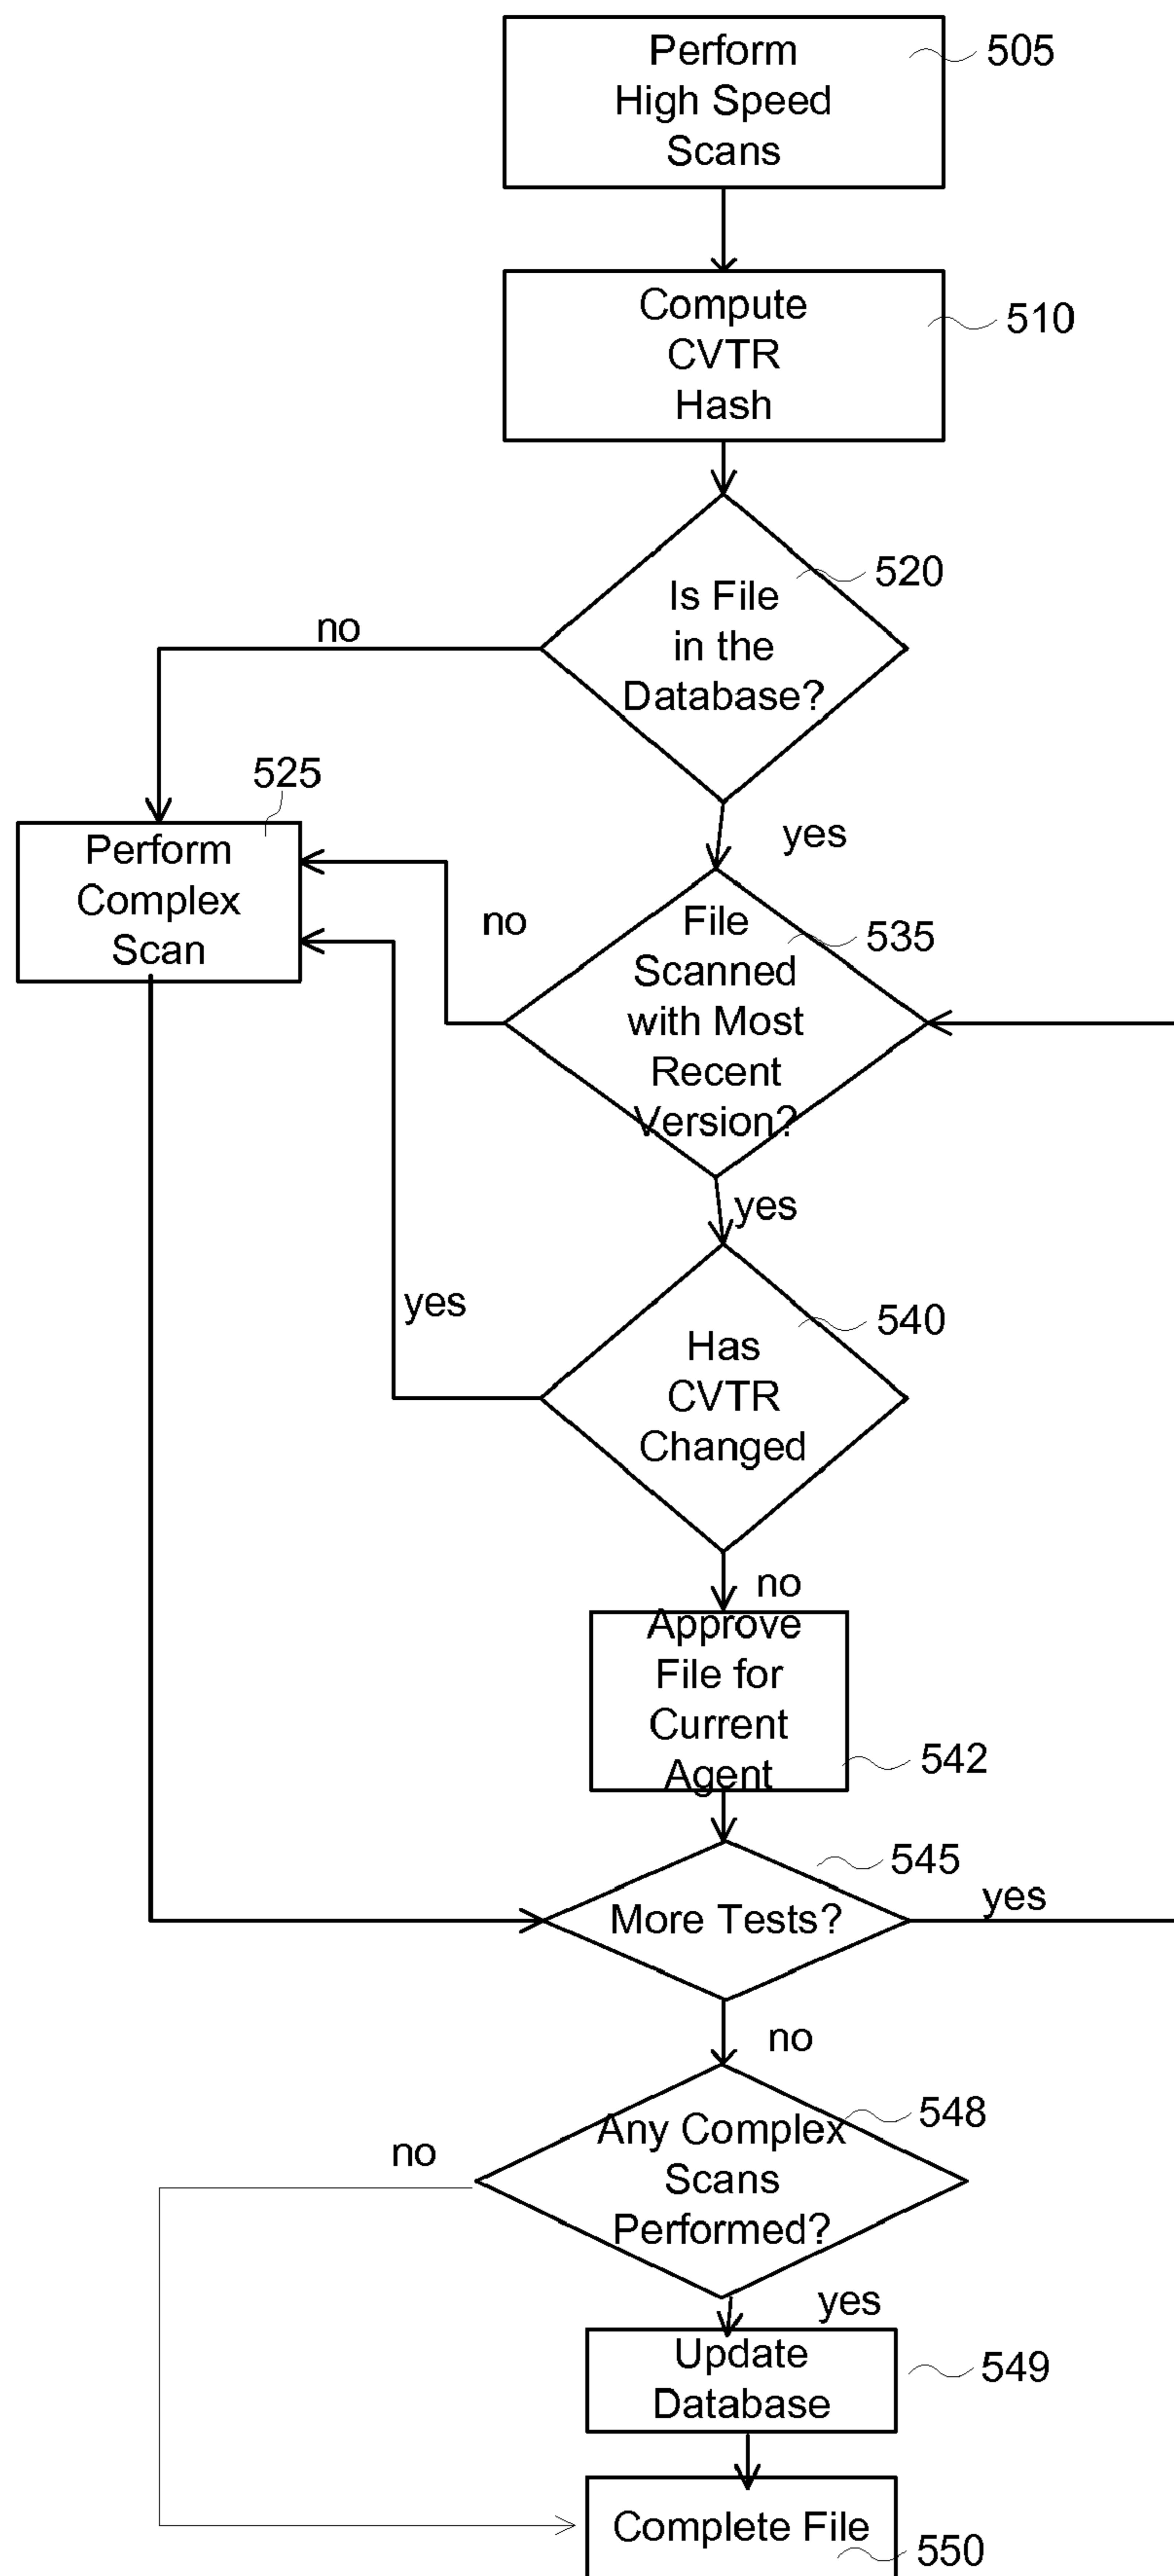 Perform
High Speed
Scans
505
Compute
CVTR
Hash
510
Is File
in the
Database?
520
no
yes
525
Perform
Complex
Scan
no
File
Scanned
with Most
Recent
Version?
535
yes
yes
Has
CVTR
Changed
540
no
Approve
File for
Current
Agent
542
More Tests?
545
yes
no
Any Complex
Scans
Performed?
548
no
yes
Update
Database
549
Complete File
550